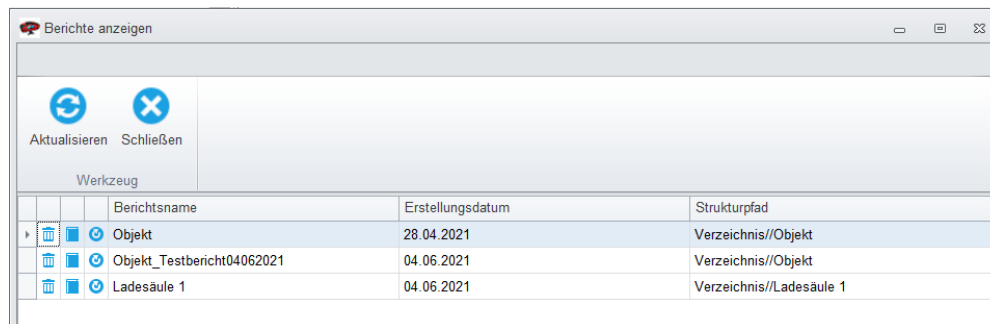 Berichte anzeigen
Aktualisieren Schließen
Werkzeug
Berichtsname Erstellungsdatum Strukturpfad
Objekt 28.04.2021 Verzeichnis//Objekt
Objekt_Testbericht04062021 04.06.2021 Verzeichnis//Objekt
Ladesäule 1 04.06.2021 Verzeichnis//Ladesäule 1